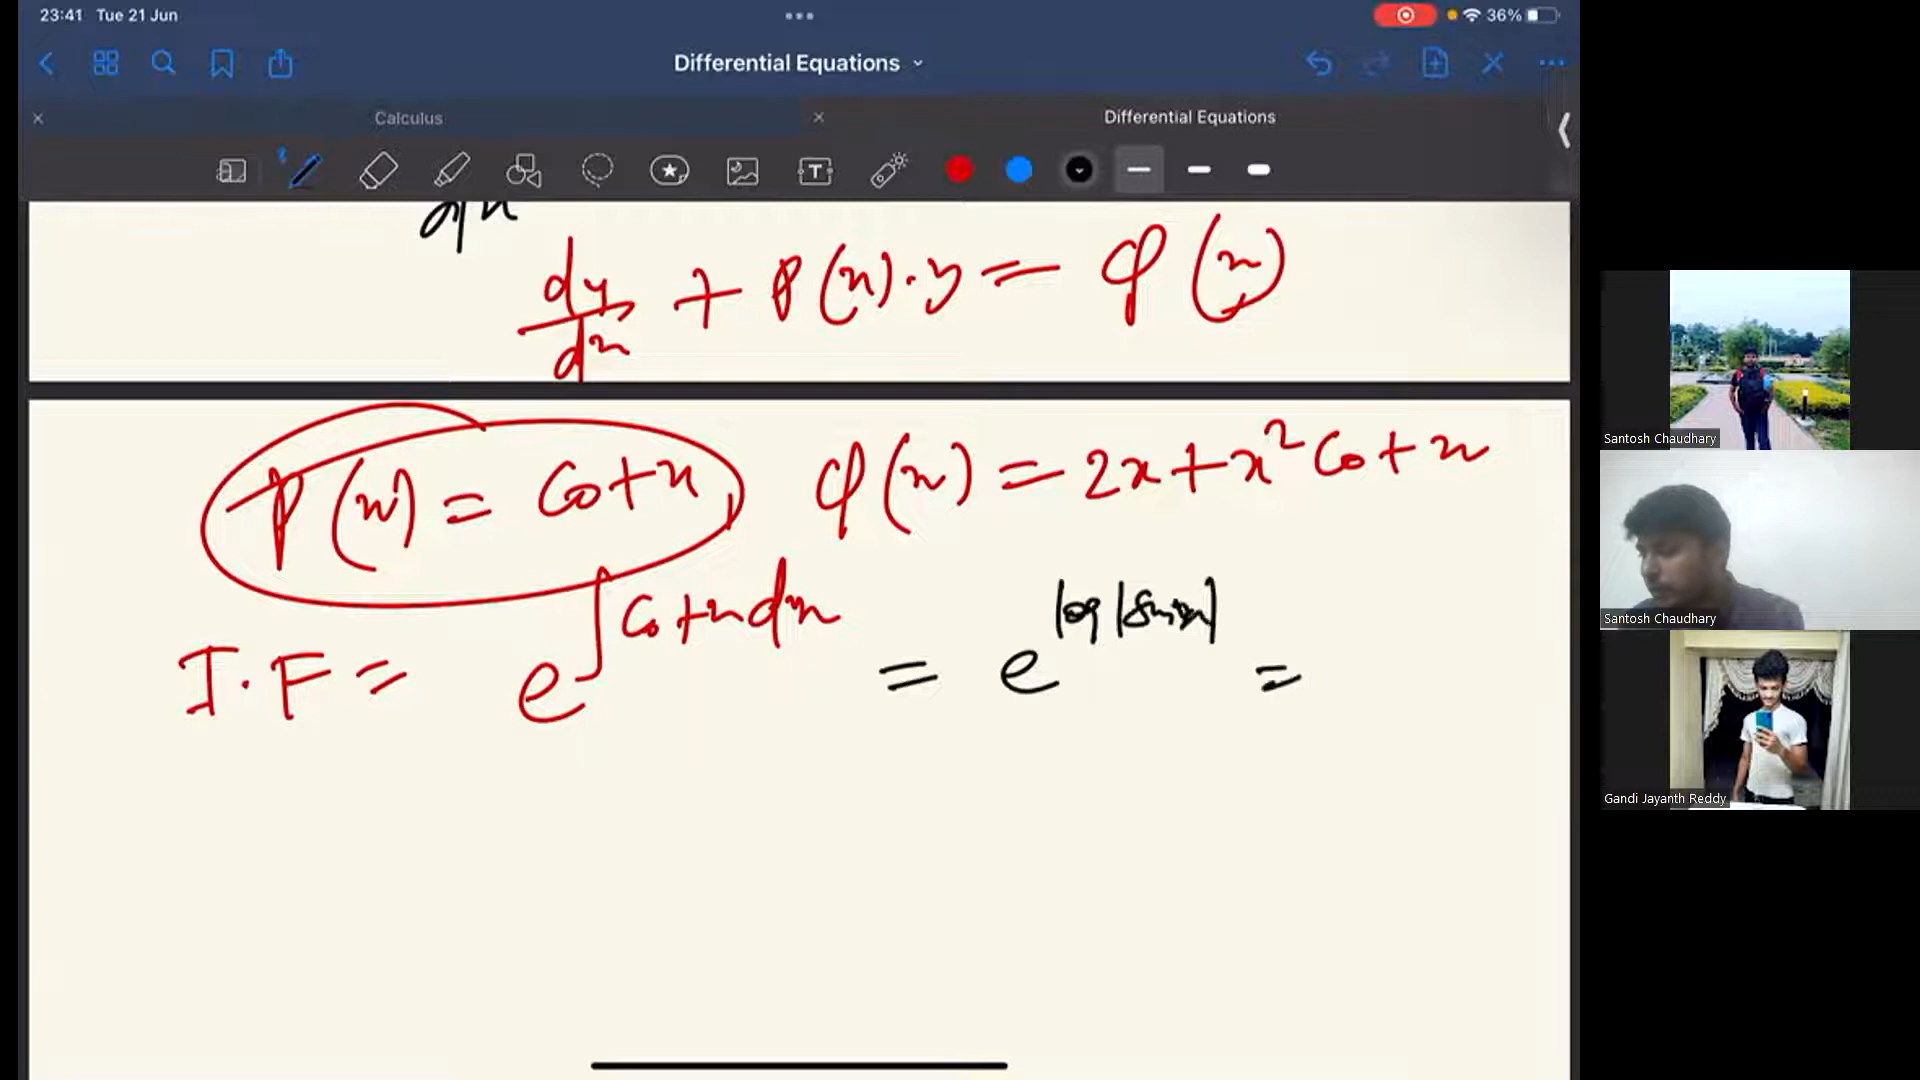 23:41 Tue 21 Jun
36%
Differential Equations
Calculus
Differential Equations
T
dx
dy/dx + P(x).y = Q(x)
P(x) = Cotx Q(x) = 2x + x² Cotx
I.F = e^∫Cotxdx = e^log|Sinx| =
Santosh Chaudhary
Santosh Chaudhary
Gandi Jayanth Reddy